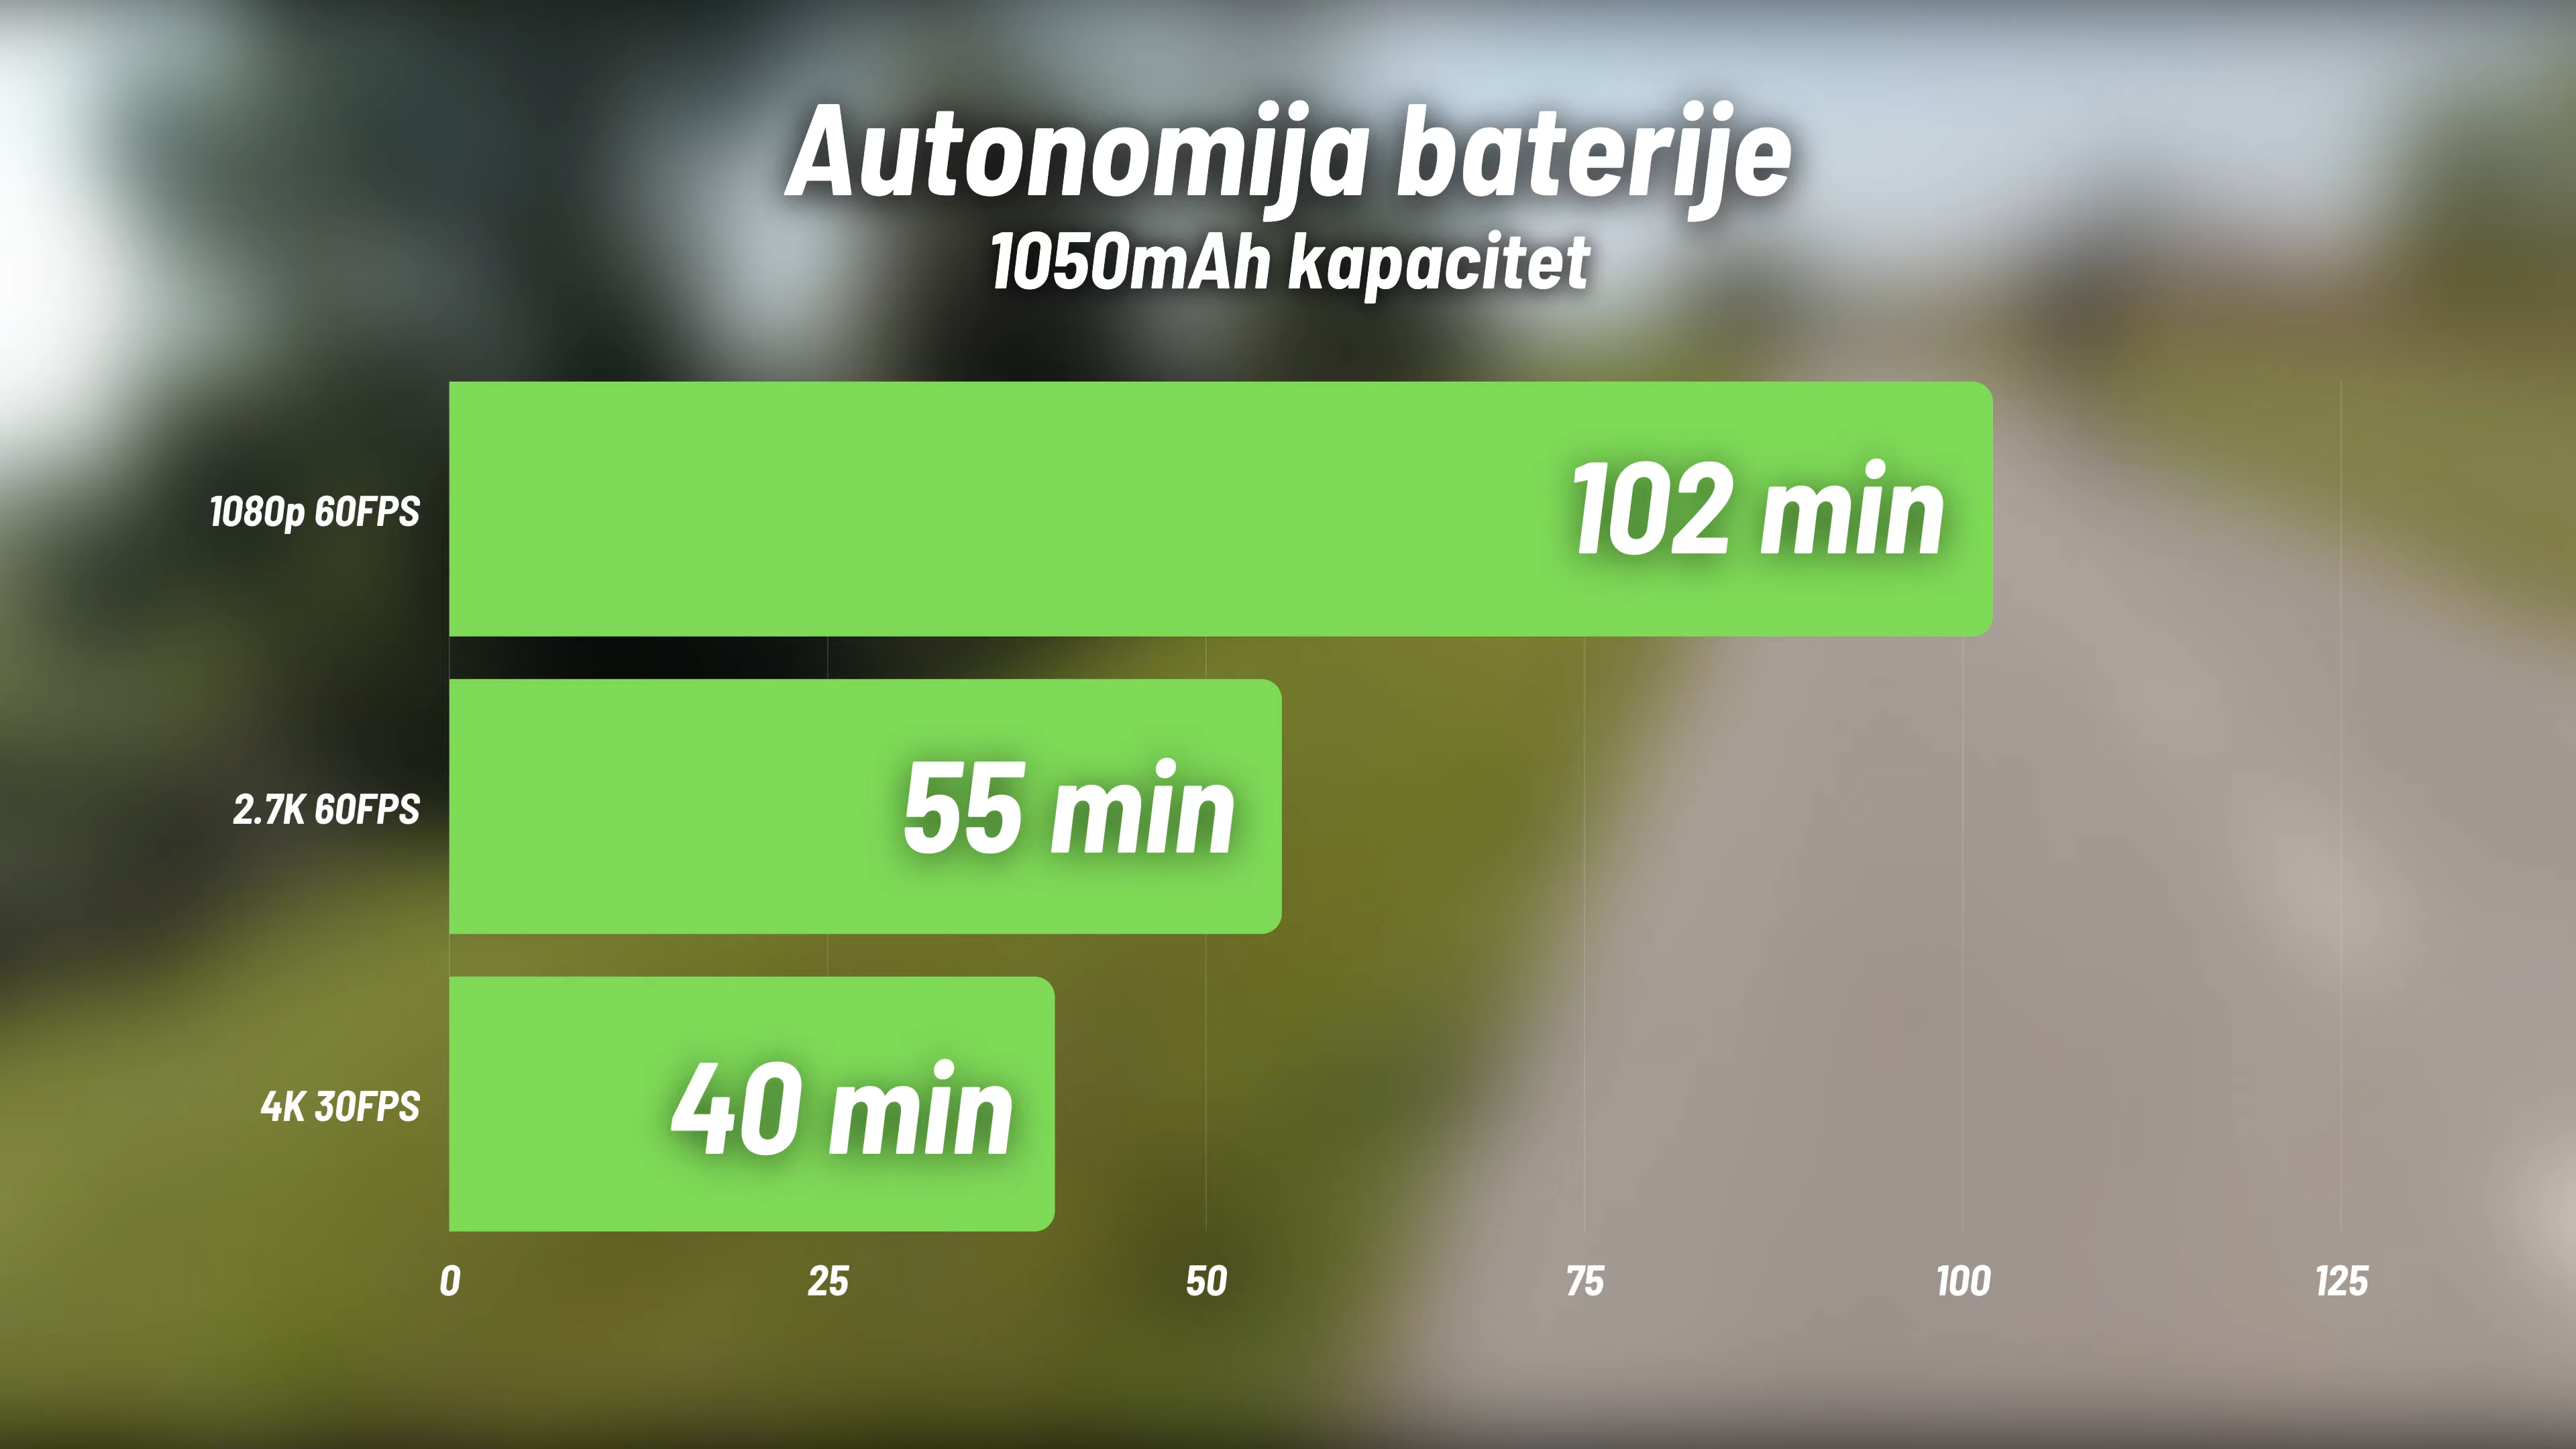 Autonomija baterije
1050mAh kapacitet
1080p 60FPS
102 min
2.7K 60FPS
55 min
4K 30FPS
40 min
0 25 50 75 100 125